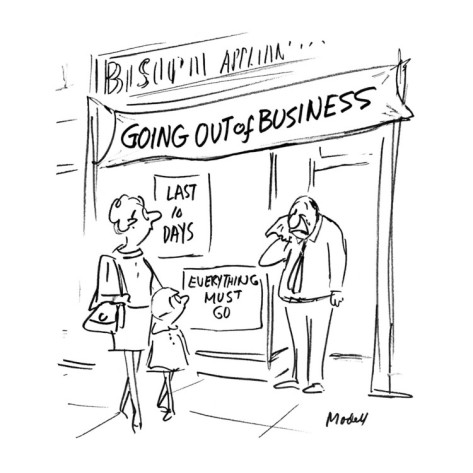 GOING OUT of BUSINESS
LAST
10
DAYS
EVERYTHING
MUST
GO
Modell